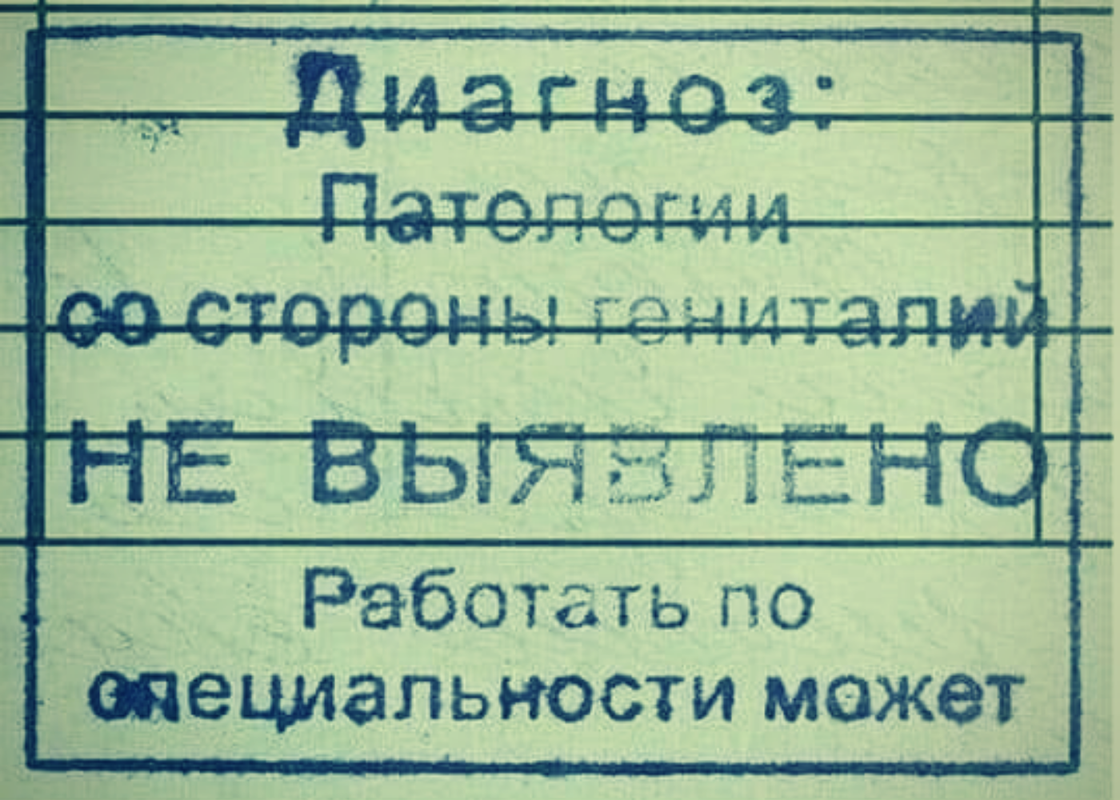 Диагноз:
Патологии
со стороны гениталий
НЕ ВЫЯВЛЕНО
Работать по
специальности может